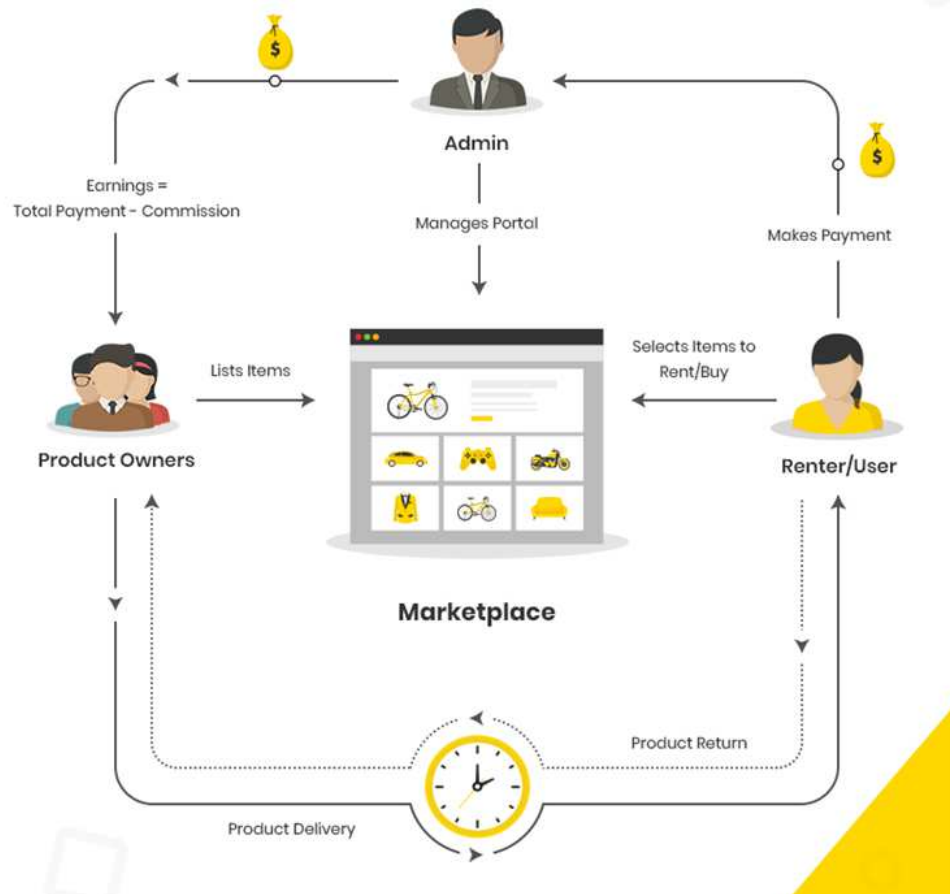 $
$
Admin
Earnings =
Total Payment - Commission
Manages Portal
Makes Payment
Lists Items
Selects Items to
Rent/Buy
Product Owners
Renter/User
Marketplace
Product Return
Product Delivery